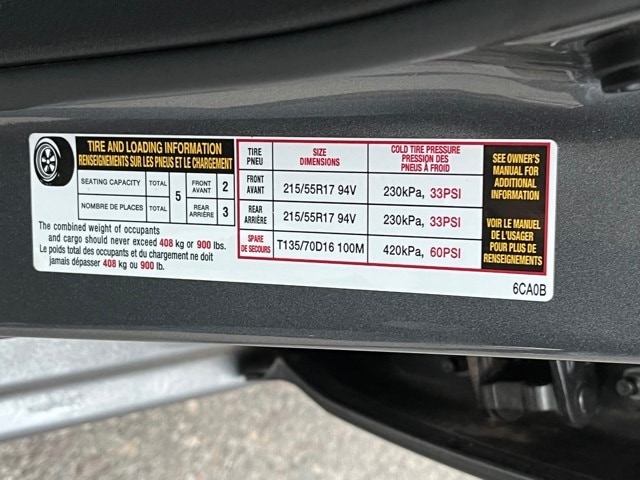 TIRE AND LOADING INFORMATION
RENSEIGNEMENTS SUR LES PNEUS ET LE CHARGEMENT
SEATING CAPACITY TOTAL 5 FRONT AVANT 2
NOMBRE DE PLACES TOTAL REAR ARRIÈRE 3
The combined weight of occupants
and cargo should never exceed 408 kg or 900 lbs.
Le poids total des occupants et du chargement ne doit
jamais dépasser 408 kg ou 900 lb.
TIRE PNEU SIZE DIMENSIONS COLD TIRE PRESSURE PRESSION DES PNEUS À FROID
FRONT AVANT 215/55R17 94V 230kPa, 33PSI
REAR ARRIÈRE 215/55R17 94V 230kPa, 33PSI
SPARE DE SECOURS T135/70D16 100M 420kPa, 60PSI
SEE OWNER'S
MANUAL FOR
ADDITIONAL
INFORMATION
VOIR LE MANUEL
DE L'USAGER
POUR PLUS DE
RENSEIGNEMENTS
6CA0B